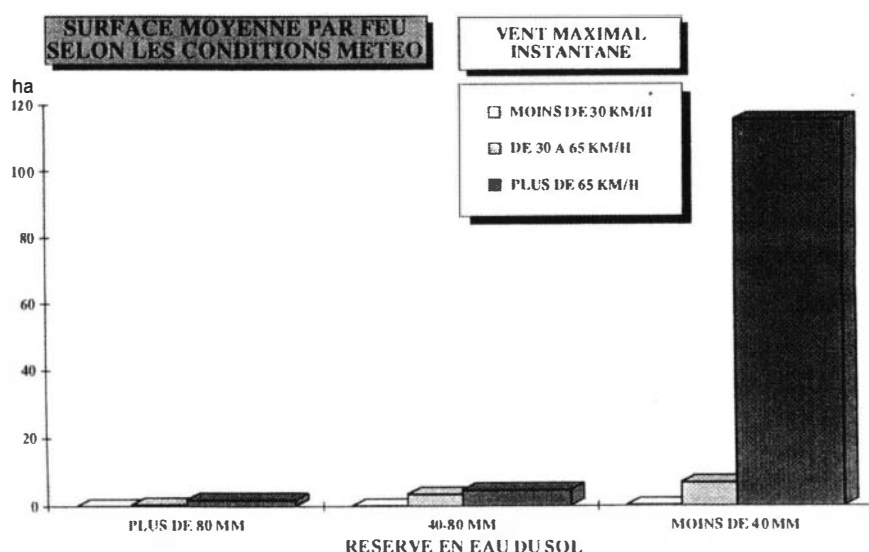 SURFACE MOYENNE PAR FEU
SELON LES CONDITIONS METEO
VENT MAXIMAL
INSTANTANE
MOINS DE 30 KM/H
DE 30 A 65 KM/H
PLUS DE 65 KM/H
ha
120
100
80
60
40
20
0
PLUS DE 80 MM
40-80 MM
MOINS DE 40 MM
RESERVE EN EAU DU SOL